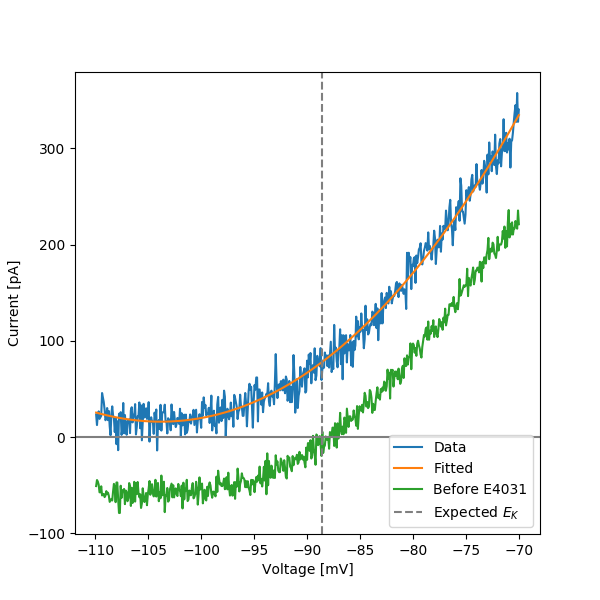 300
200
100
0
−100
Current [pA]
−110
−105
−100
−95
−90
−85
−80
−75
−70
Voltage [mV]
Data
Fitted
Before E4031
Expected $E_K$